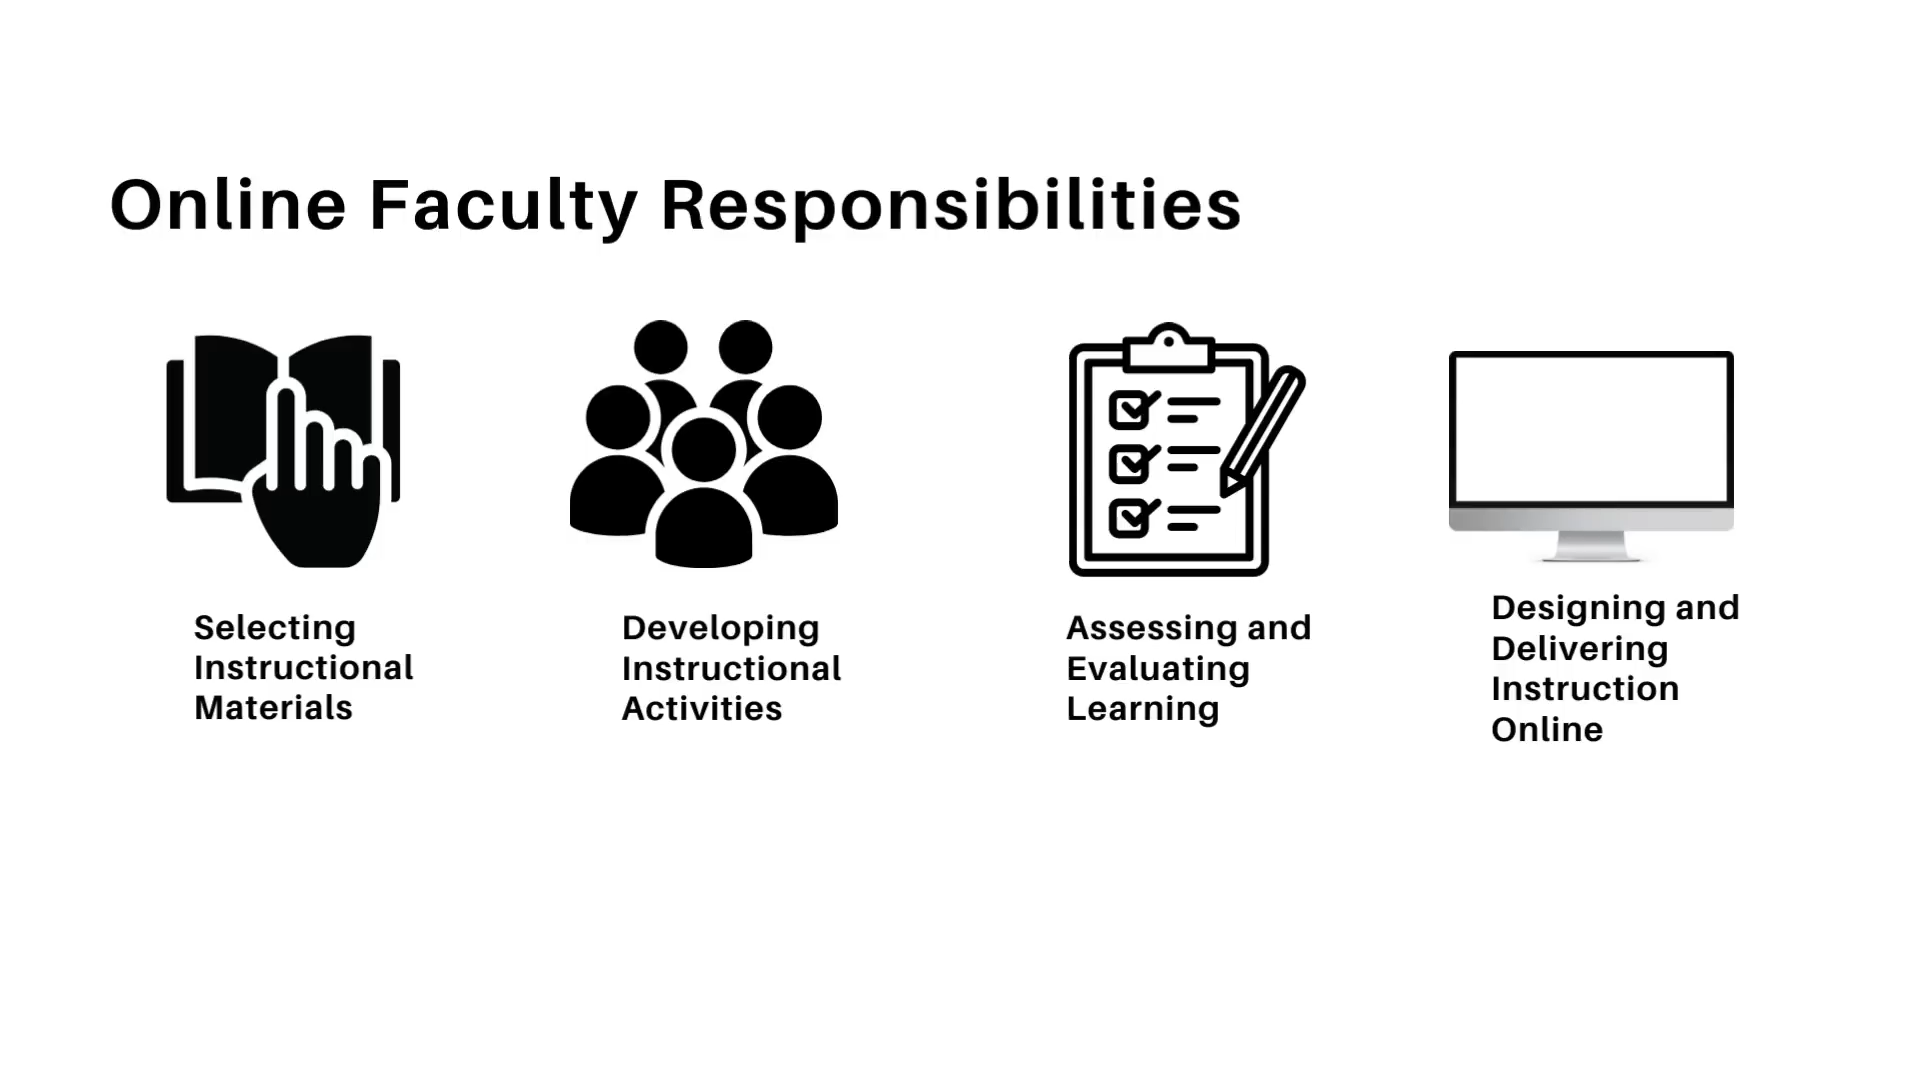 Online Faculty Responsibilities
Selecting
Instructional
Materials
Developing
Instructional
Activities
Assessing and
Evaluating
Learning
Designing and
Delivering
Instruction
Online